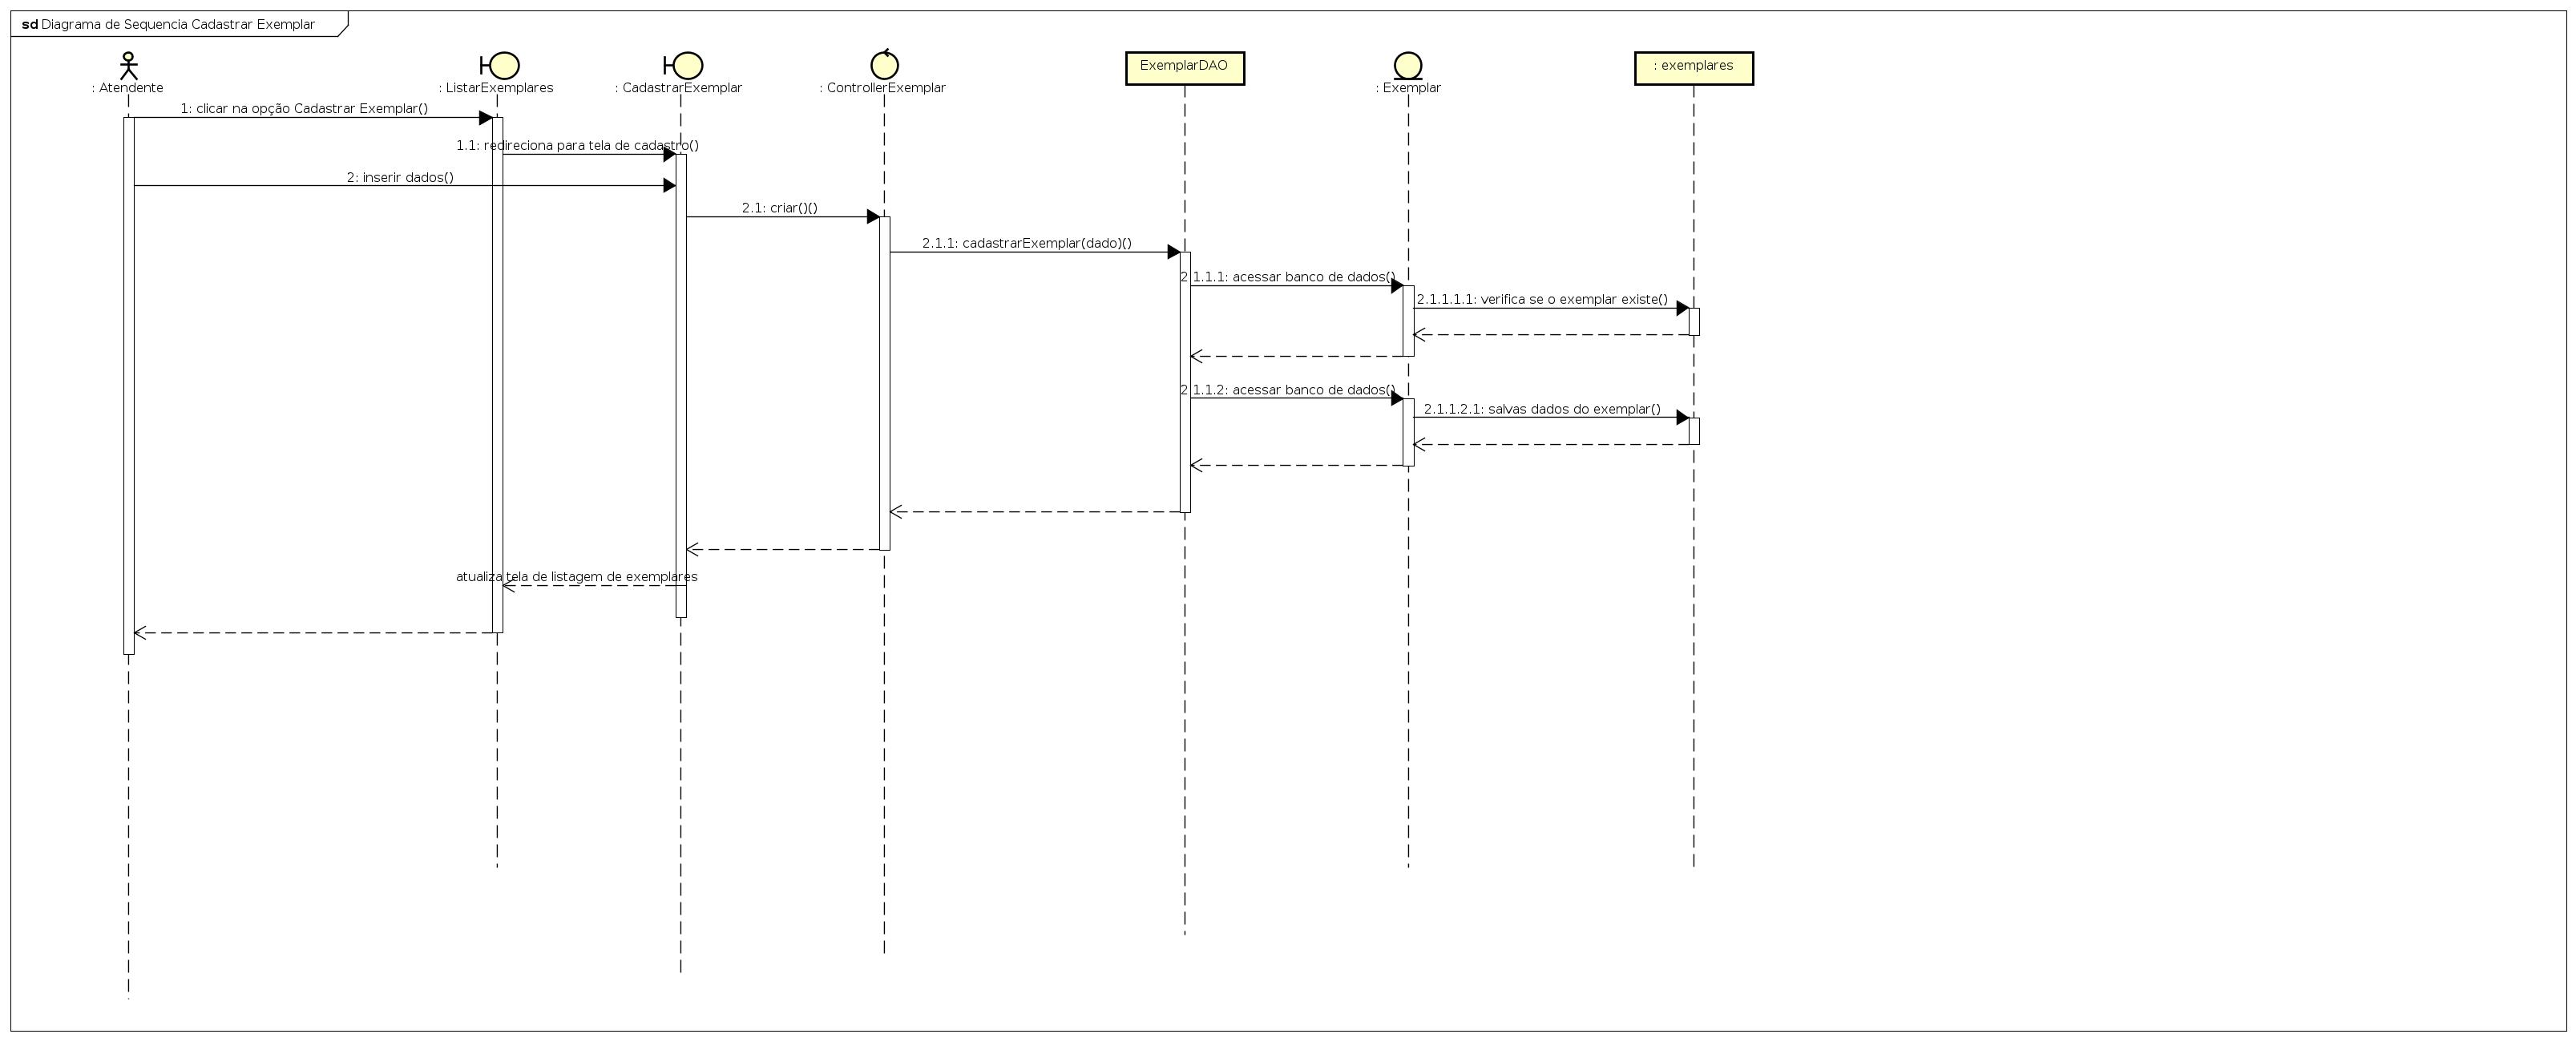 sd Diagrama de Sequencia Cadastrar Exemplar
: Atendente
: ListarExemplares
: CadastrarExemplar
: ControllerExemplar
ExemplarDAO
: Exemplar
: exemplares
1: clicar na opção Cadastrar Exemplar()
1.1: redireciona para tela de cadastro()
2: inserir dados()
2.1: criar()()
2.1.1: cadastrarExemplar(dado)()
2.1.1.1: acessar banco de dados()
2.1.1.1.1: verifica se o exemplar existe()
2.1.1.2: acessar banco de dados()
2.1.1.2.1: salvas dados do exemplar()
atualiza tela de listagem de exemplares